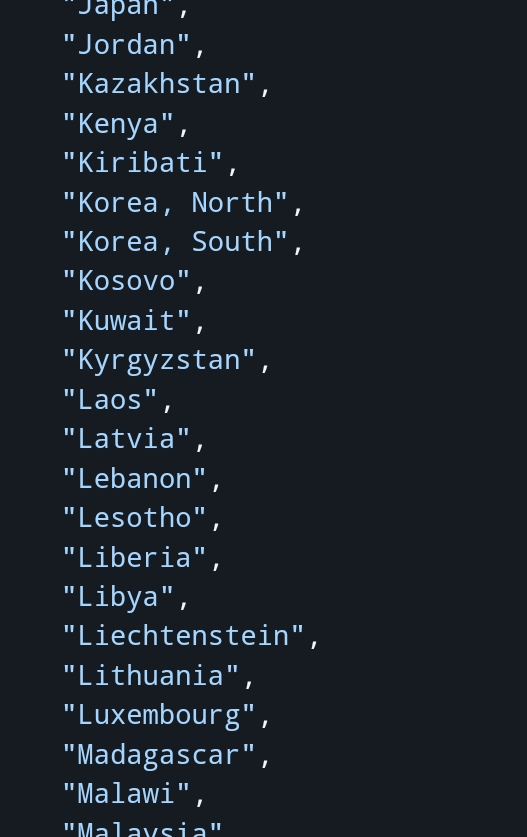 "Japan",
"Jordan",
"Kazakhstan",
"Kenya",
"Kiribati",
"Korea, North",
"Korea, South",
"Kosovo",
"Kuwait",
"Kyrgyzstan",
"Laos",
"Latvia",
"Lebanon",
"Lesotho",
"Liberia",
"Libya",
"Liechtenstein",
"Lithuania",
"Luxembourg",
"Madagascar",
"Malawi",
"Malaysia"